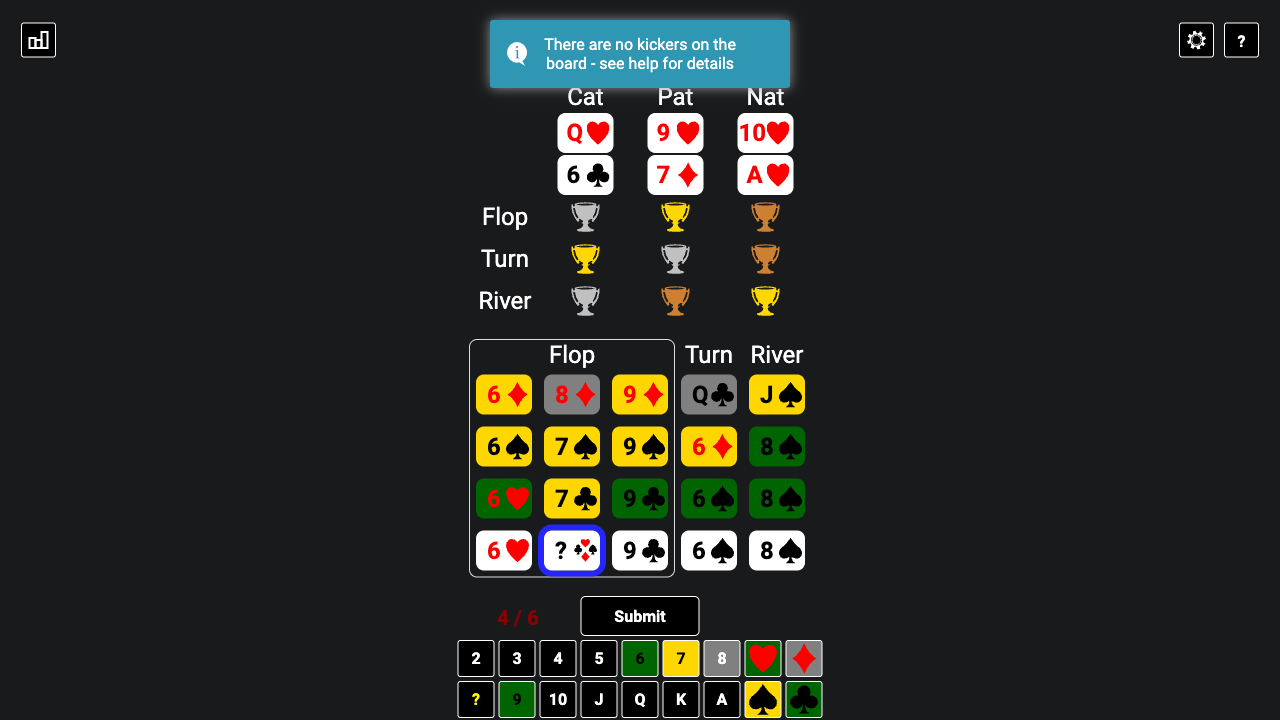 There are no kickers on the
board - see help for details
?
Cat Pat Nat
Q 9 10
6 7 A
Flop
Turn
River
Flop Turn River
6 8 9 Q J
6 7 9 6 8
6 7 9 6 8
6 ? 9 6 8
4 / 6 Submit
2 3 4 5 6 7 8
? 9 10 J Q K A